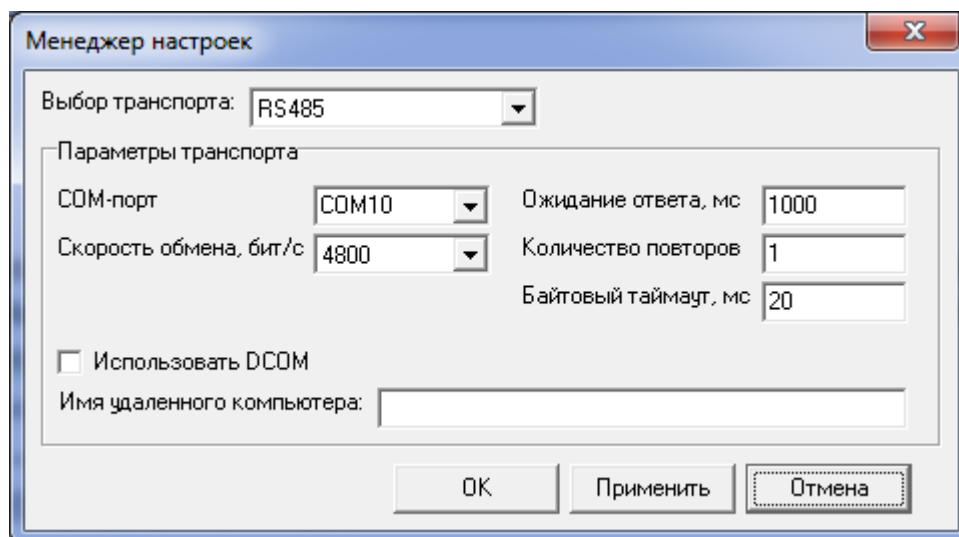 Менеджер настроек
Выбор транспорта: RS485
Параметры транспорта
COM-порт COM10 Ожидание ответа, мс 1000
Скорость обмена, бит/с 4800 Количество повторов 1
Байтовый таймаут, мс 20
Использовать DCOM
Имя удаленного компьютера:
OK Применить Отмена